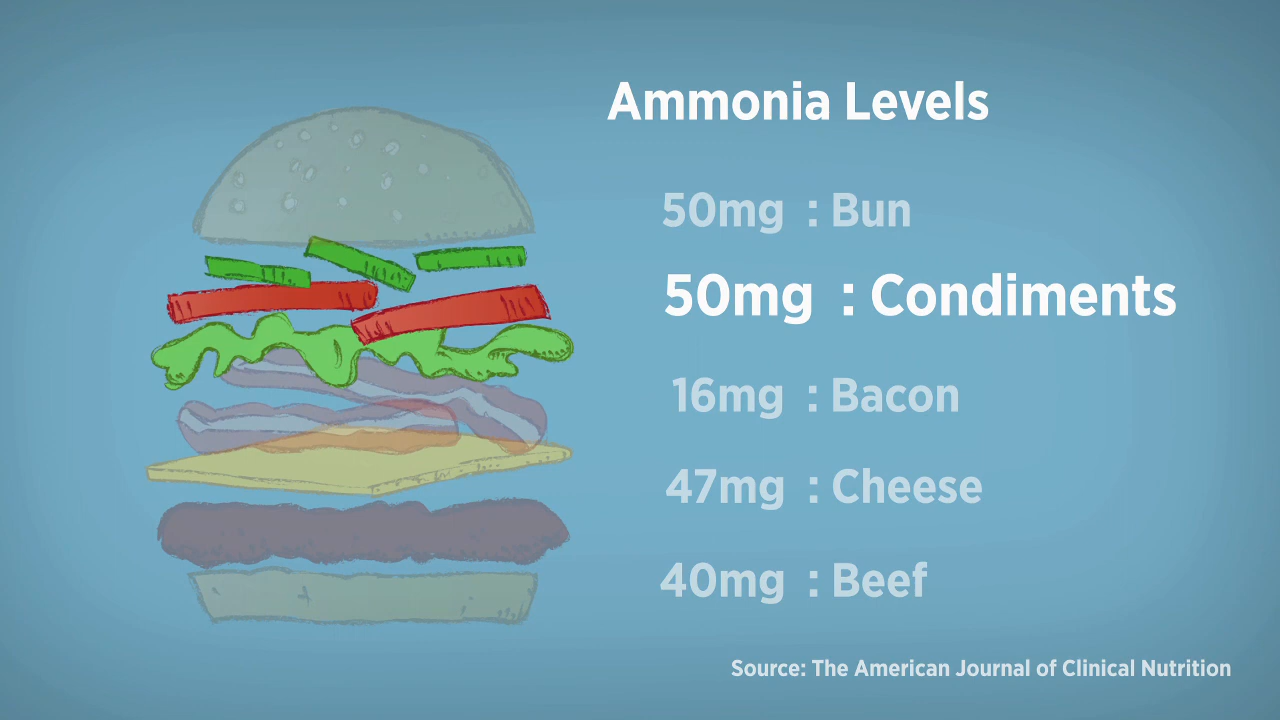 Ammonia Levels
50mg : Bun
50mg : Condiments
16mg : Bacon
47mg : Cheese
40mg : Beef
Source: The American Journal of Clinical Nutrition